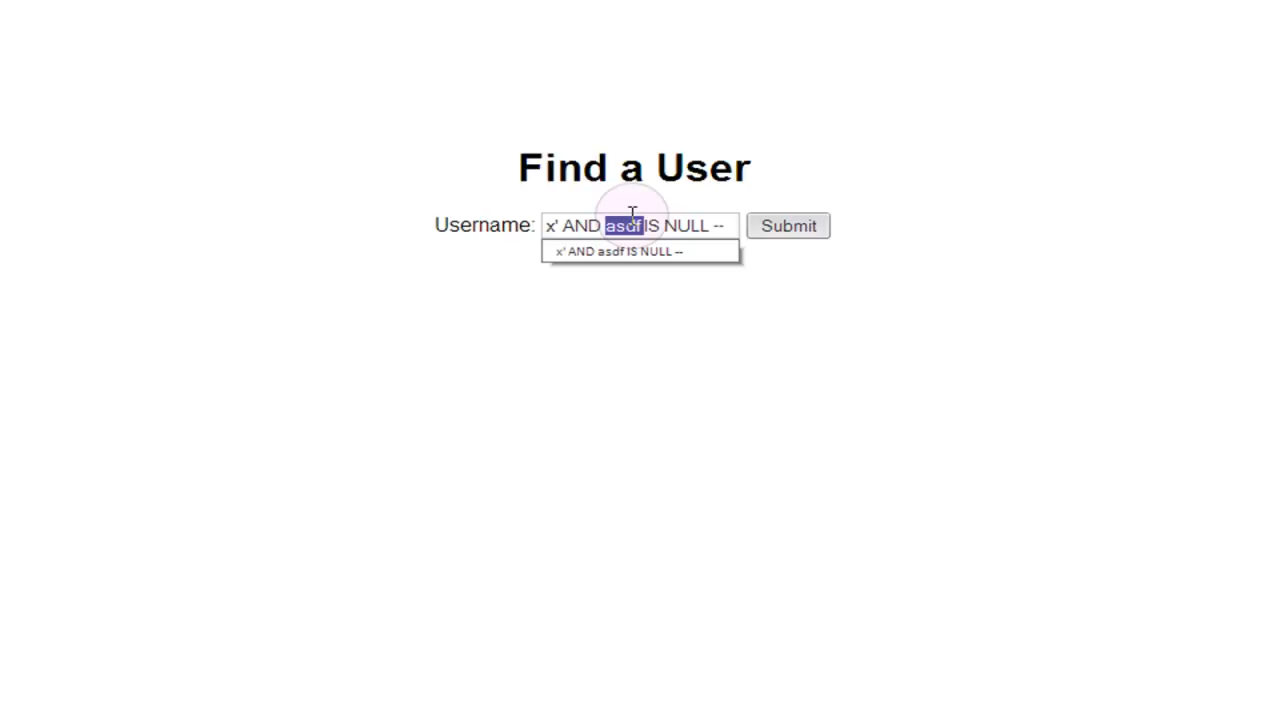 Find a User
Username: x' AND asdf IS NULL -- Submit
x' AND asdf IS NULL --